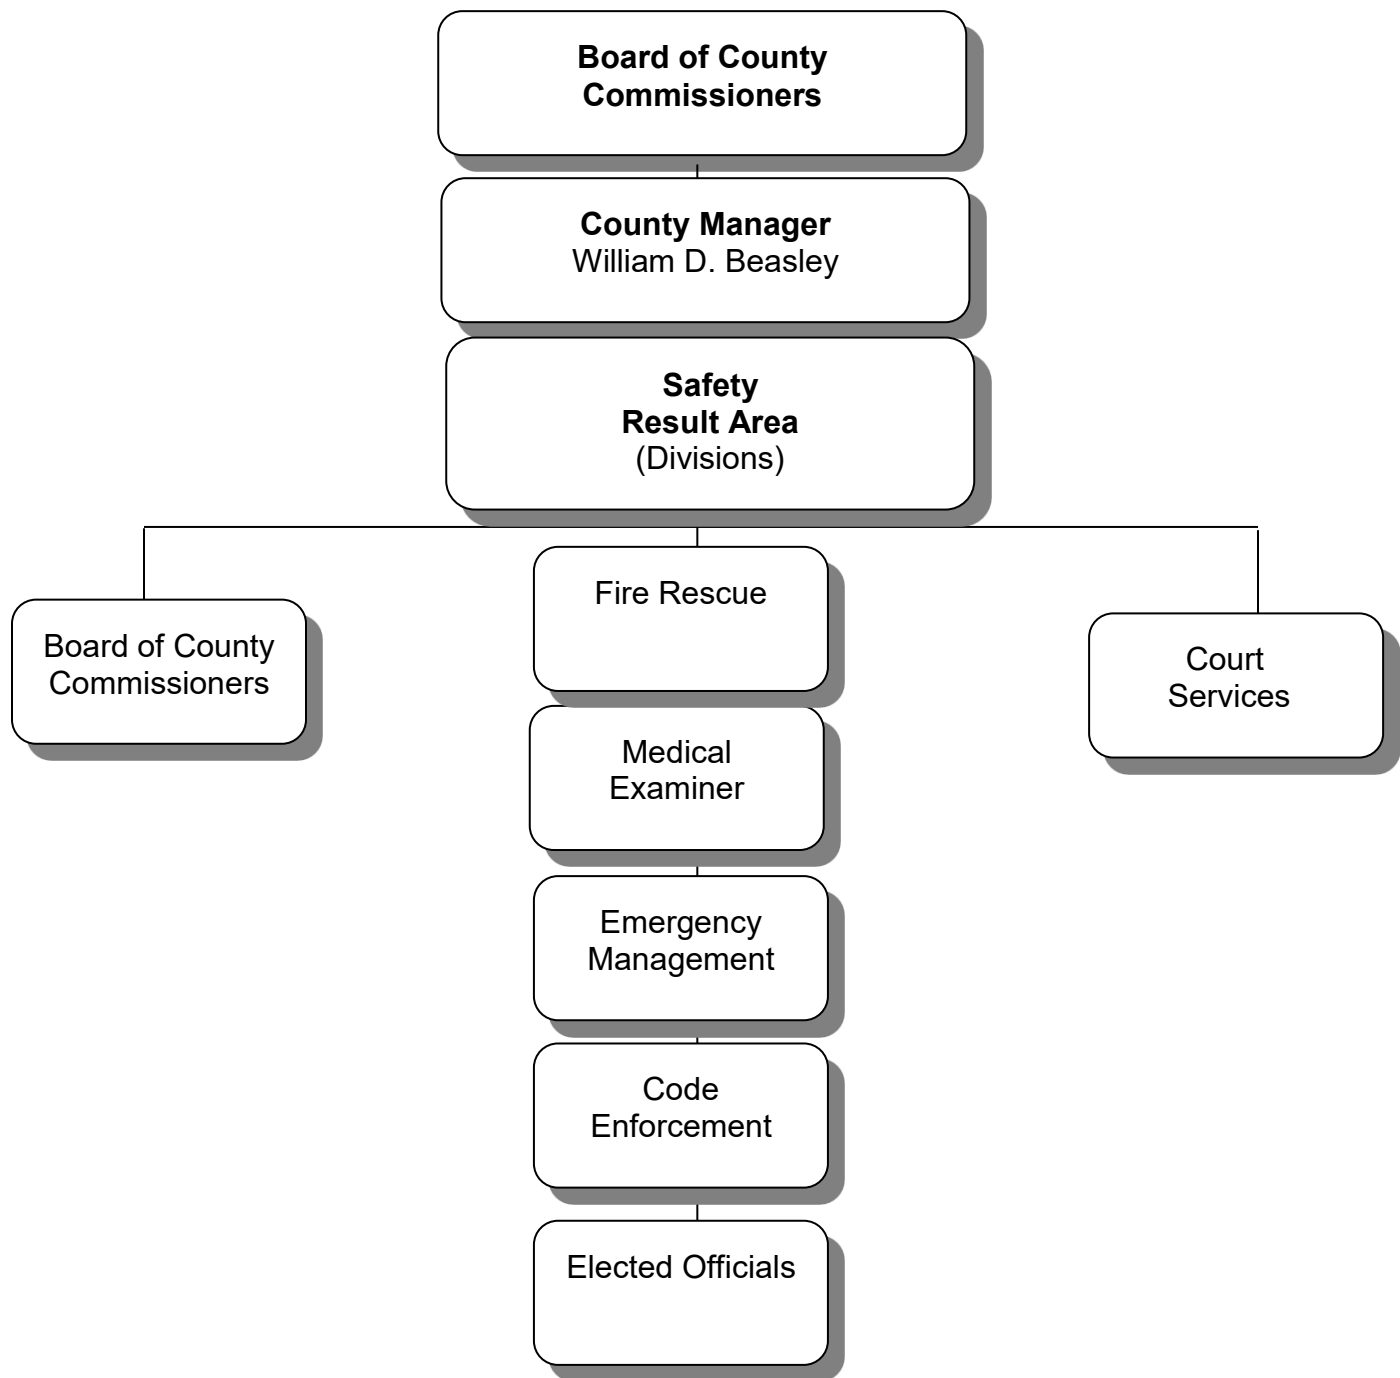 Board of County
Commissioners
County Manager
William D. Beasley
Safety
Result Area
(Divisions)
Board of County
Commissioners
Fire Rescue
Court
Services
Medical
Examiner
Emergency
Management
Code
Enforcement
Elected Officials